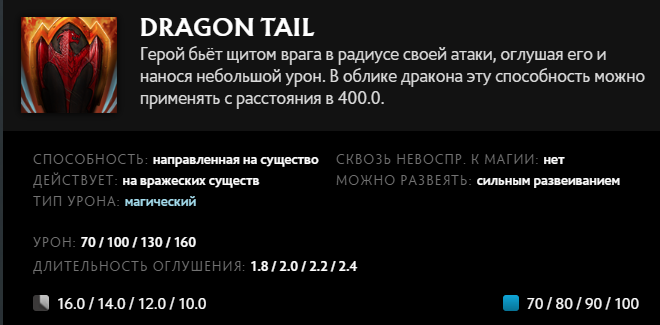 DRAGON TAIL
Герой бьёт щитом врага в радиусе своей атаки, оглушая его и
нанося небольшой урон. В облике дракона эту способность можно
применять с расстояния в 400.0.
СПОСОБНОСТЬ: направленная на существо СКВОЗЬ НЕВОСПР. К МАГИИ: нет
ДЕЙСТВУЕТ: на вражеских существ МОЖНО РАЗВЕЯТЬ: сильным развеиванием
ТИП УРОНА: магический
УРОН: 70 / 100 / 130 / 160
ДЛИТЕЛЬНОСТЬ ОГЛУШЕНИЯ: 1.8 / 2.0 / 2.2 / 2.4
16.0 / 14.0 / 12.0 / 10.0 70 / 80 / 90 / 100